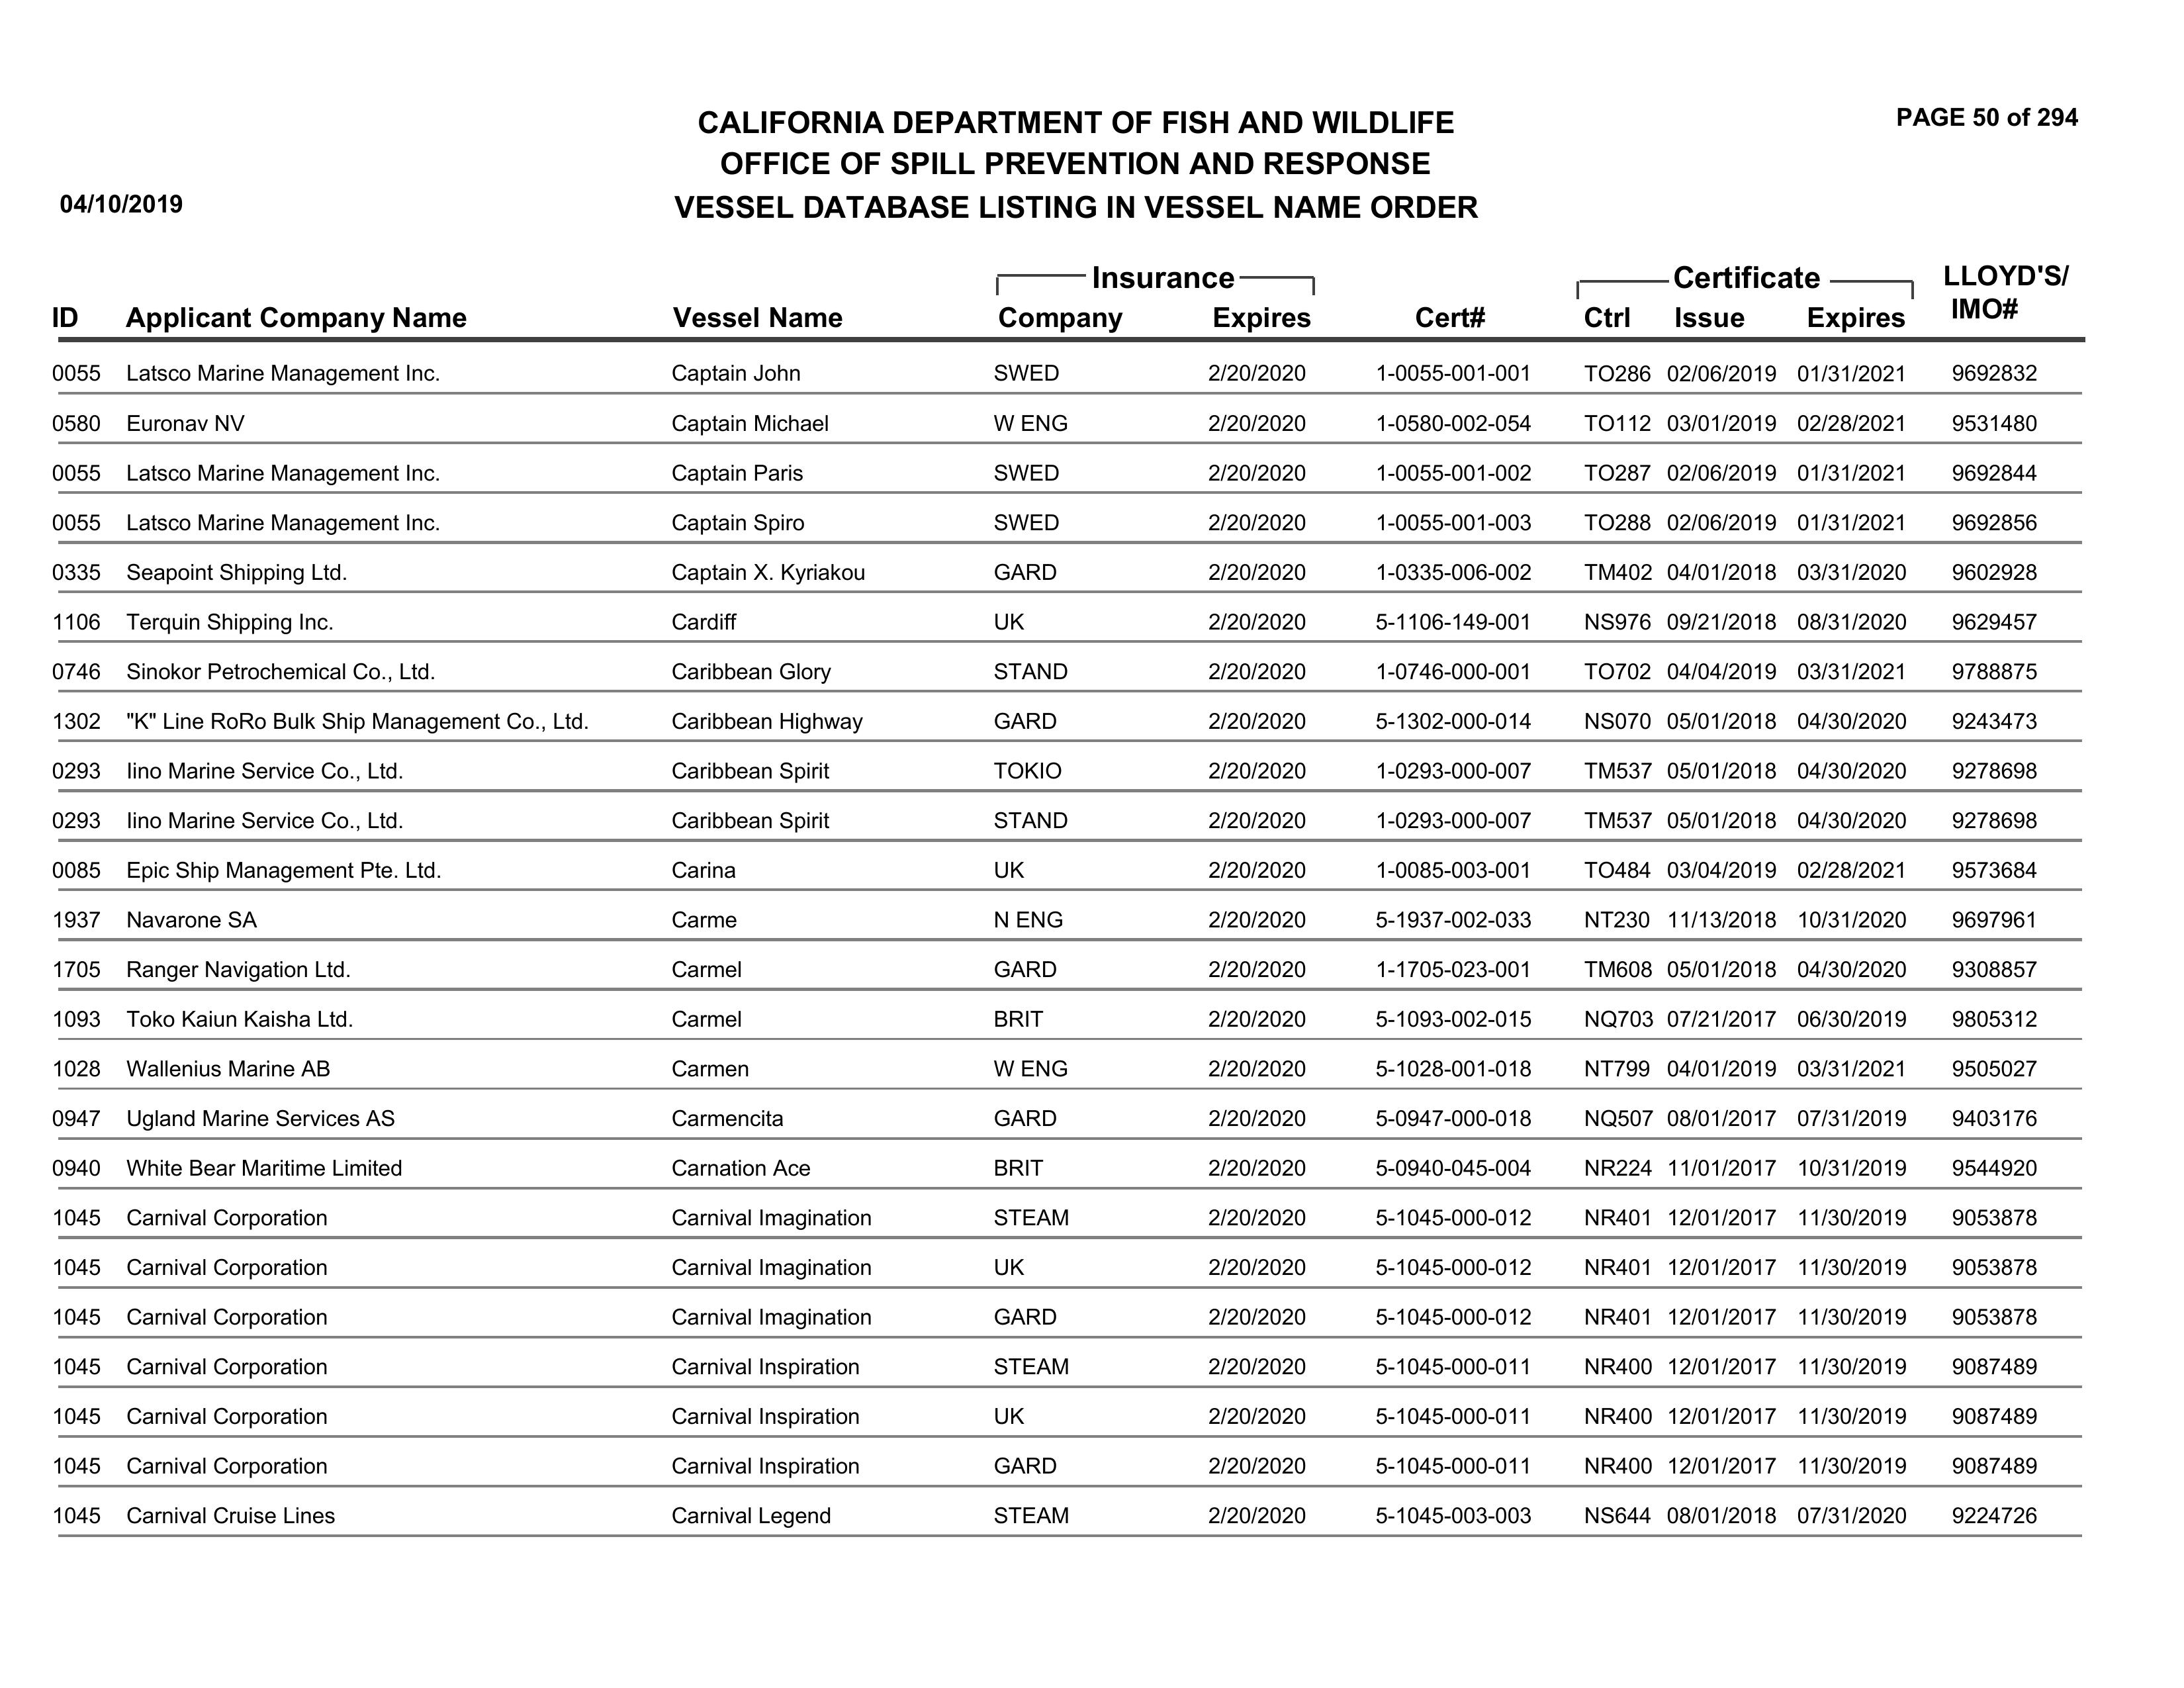 PAGE 50 of 294
CALIFORNIA DEPARTMENT OF FISH AND WILDLIFE
OFFICE OF SPILL PREVENTION AND RESPONSE
04/10/2019 VESSEL DATABASE LISTING IN VESSEL NAME ORDER
Insurance Certificate LLOYD'S/
ID Applicant Company Name Vessel Name Company Expires Cert# Ctrl Issue Expires IMO#
0055 Latsco Marine Management Inc. Captain John SWED 2/20/2020 1-0055-001-001 TO286 02/06/2019 01/31/2021 9692832
0580 Euronav NV Captain Michael W ENG 2/20/2020 1-0580-002-054 TO112 03/01/2019 02/28/2021 9531480
0055 Latsco Marine Management Inc. Captain Paris SWED 2/20/2020 1-0055-001-002 TO287 02/06/2019 01/31/2021 9692844
0055 Latsco Marine Management Inc. Captain Spiro SWED 2/20/2020 1-0055-001-003 TO288 02/06/2019 01/31/2021 9692856
0335 Seapoint Shipping Ltd. Captain X. Kyriakou GARD 2/20/2020 1-0335-006-002 TM402 04/01/2018 03/31/2020 9602928
1106 Terquin Shipping Inc. Cardiff UK 2/20/2020 5-1106-149-001 NS976 09/21/2018 08/31/2020 9629457
0746 Sinokor Petrochemical Co., Ltd. Caribbean Glory STAND 2/20/2020 1-0746-000-001 TO702 04/04/2019 03/31/2021 9788875
1302 "K" Line RoRo Bulk Ship Management Co., Ltd. Caribbean Highway GARD 2/20/2020 5-1302-000-014 NS070 05/01/2018 04/30/2020 9243473
0293 Iino Marine Service Co., Ltd. Caribbean Spirit TOKIO 2/20/2020 1-0293-000-007 TM537 05/01/2018 04/30/2020 9278698
0293 Iino Marine Service Co., Ltd. Caribbean Spirit STAND 2/20/2020 1-0293-000-007 TM537 05/01/2018 04/30/2020 9278698
0085 Epic Ship Management Pte. Ltd. Carina UK 2/20/2020 1-0085-003-001 TO484 03/04/2019 02/28/2021 9573684
1937 Navarone SA Carme N ENG 2/20/2020 5-1937-002-033 NT230 11/13/2018 10/31/2020 9697961
1705 Ranger Navigation Ltd. Carmel GARD 2/20/2020 1-1705-023-001 TM608 05/01/2018 04/30/2020 9308857
1093 Toko Kaiun Kaisha Ltd. Carmel BRIT 2/20/2020 5-1093-002-015 NQ703 07/21/2017 06/30/2019 9805312
1028 Wallenius Marine AB Carmen W ENG 2/20/2020 5-1028-001-018 NT799 04/01/2019 03/31/2021 9505027
0947 Ugland Marine Services AS Carmencita GARD 2/20/2020 5-0947-000-018 NQ507 08/01/2017 07/31/2019 9403176
0940 White Bear Maritime Limited Carnation Ace BRIT 2/20/2020 5-0940-045-004 NR224 11/01/2017 10/31/2019 9544920
1045 Carnival Corporation Carnival Imagination STEAM 2/20/2020 5-1045-000-012 NR401 12/01/2017 11/30/2019 9053878
1045 Carnival Corporation Carnival Imagination UK 2/20/2020 5-1045-000-012 NR401 12/01/2017 11/30/2019 9053878
1045 Carnival Corporation Carnival Imagination GARD 2/20/2020 5-1045-000-012 NR401 12/01/2017 11/30/2019 9053878
1045 Carnival Corporation Carnival Inspiration STEAM 2/20/2020 5-1045-000-011 NR400 12/01/2017 11/30/2019 9087489
1045 Carnival Corporation Carnival Inspiration UK 2/20/2020 5-1045-000-011 NR400 12/01/2017 11/30/2019 9087489
1045 Carnival Corporation Carnival Inspiration GARD 2/20/2020 5-1045-000-011 NR400 12/01/2017 11/30/2019 9087489
1045 Carnival Cruise Lines Carnival Legend STEAM 2/20/2020 5-1045-003-003 NS644 08/01/2018 07/31/2020 9224726